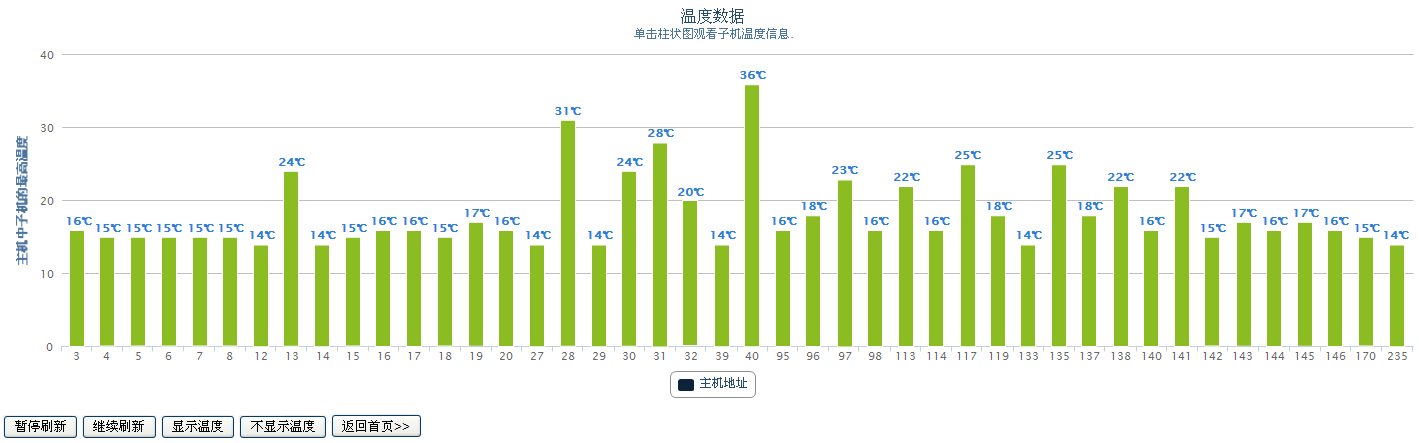 温度数据
单击柱状图观看子机温度信息.
主机中子机的最高温度
40
30
20
10
0
16℃ 15℃ 15℃ 15℃ 15℃ 15℃ 14℃ 24℃ 14℃ 15℃ 16℃ 16℃ 15℃ 17℃ 16℃ 14℃ 31℃ 14℃ 24℃ 28℃ 20℃ 14℃ 36℃ 16℃ 18℃ 23℃ 16℃ 22℃ 16℃ 25℃ 18℃ 14℃ 25℃ 18℃ 22℃ 16℃ 22℃ 15℃ 17℃ 16℃ 17℃ 16℃ 15℃ 14℃
3 4 5 6 7 8 12 13 14 15 16 17 18 19 20 27 28 29 30 31 32 39 40 95 96 97 98 113 114 117 119 133 135 137 138 140 141 142 143 144 145 146 170 235
主机地址
暂停刷新 继续刷新 显示温度 不显示温度 返回首页>>